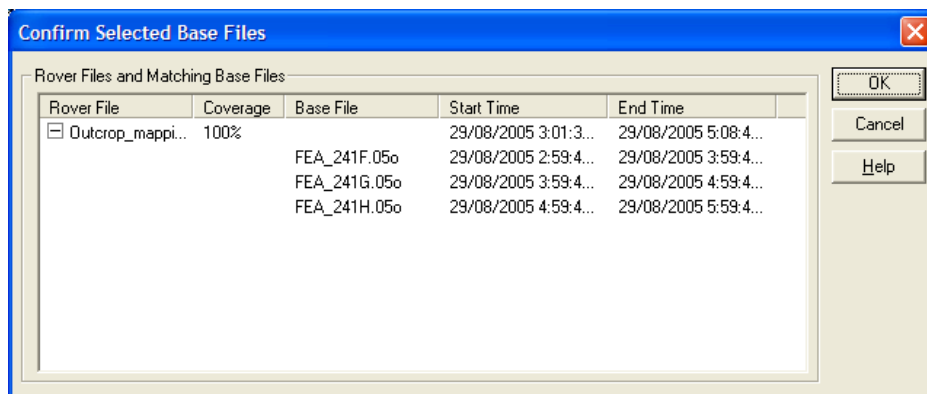 Confirm Selected Base Files
Rover Files and Matching Base Files
OK
Cancel
Help
Rover File Coverage Base File Start Time End Time
Outcrop_mappi... 100% 29/08/2005 3:01:3... 29/08/2005 5:08:4...
FEA_241F.05o 29/08/2005 2:59:4... 29/08/2005 3:59:4...
FEA_241G.05o 29/08/2005 3:59:4... 29/08/2005 4:59:4...
FEA_241H.05o 29/08/2005 4:59:4... 29/08/2005 5:59:4...